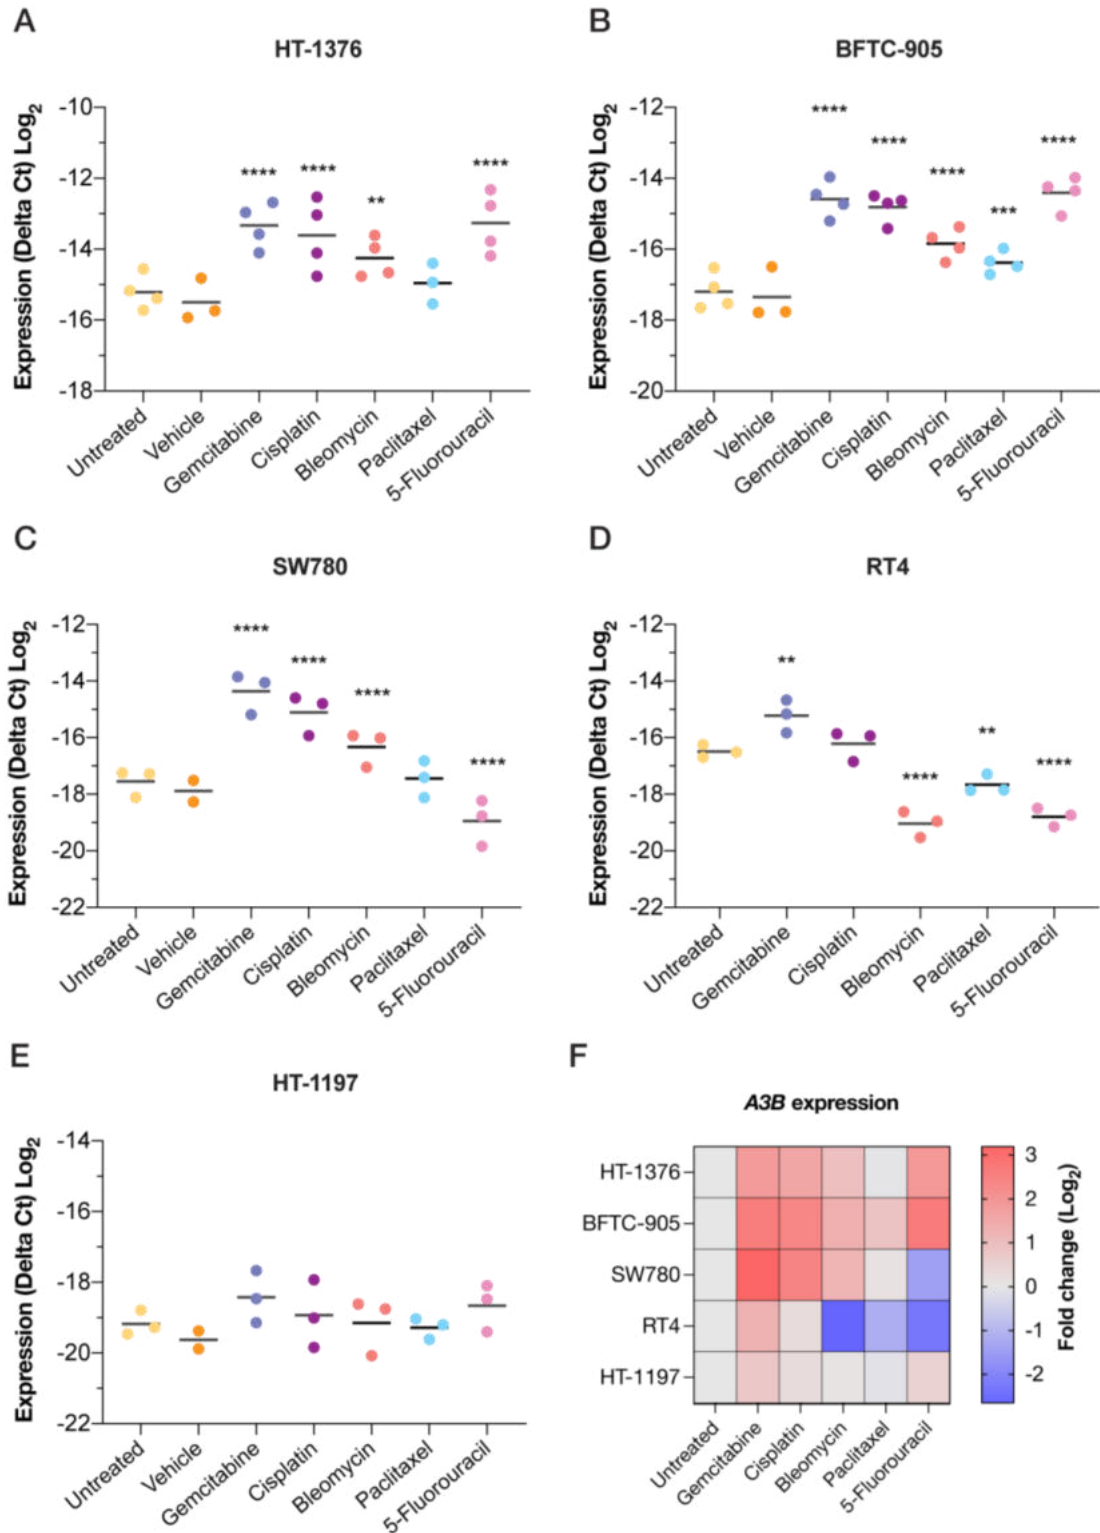 A
HT-1376
Expression (Delta Ct) Log2
-10
-12
-14
-16
-18
**** **** ** ****
Untreated
Vehicle
Gemcitabine
Cisplatin
Bleomycin
Paclitaxel
5-Fluorouracil
B
BFTC-905
Expression (Delta Ct) Log2
-12
-14
-16
-18
-20
**** **** **** *** ****
Untreated
Vehicle
Gemcitabine
Cisplatin
Bleomycin
Paclitaxel
5-Fluorouracil
C
SW780
Expression (Delta Ct) Log2
-12
-14
-16
-18
-20
-22
**** **** **** ****
Untreated
Vehicle
Gemcitabine
Cisplatin
Bleomycin
Paclitaxel
5-Fluorouracil
D
RT4
Expression (Delta Ct) Log2
-12
-14
-16
-18
-20
-22
** **** ** ****
Untreated
Gemcitabine
Cisplatin
Bleomycin
Paclitaxel
5-Fluorouracil
E
HT-1197
Expression (Delta Ct) Log2
-14
-16
-18
-20
-22
Untreated
Vehicle
Gemcitabine
Cisplatin
Bleomycin
Paclitaxel
5-Fluorouracil
F
A3B expression
HT-1376
BFTC-905
SW780
RT4
HT-1197
Untreated
Gemcitabine
Cisplatin
Bleomycin
Paclitaxel
5-Fluorouracil
3
2
1
0
-1
-2
Fold change (Log2)